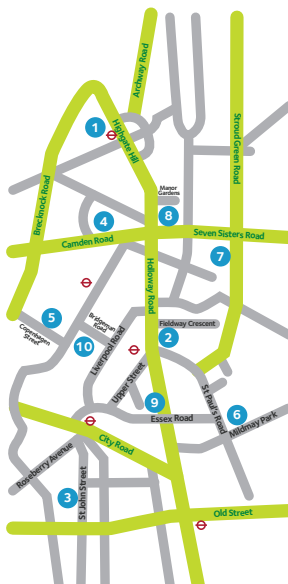 Archway Road
Stroud Green Road
1
Highgate Hill
Brecknock Road
Manor
Gardens
4
8
Camden Road
Seven Sisters Road
7
Holloway Road
5
Copenhagen
Street
Bridgeman
Road
Fieldway Crescent
10
Liverpool Road
2
Upper Street
St Paul's Road
9
6
Essex Road
Mildmay Park
City Road
Roseberry Avenue
3
St John Street
Old Street